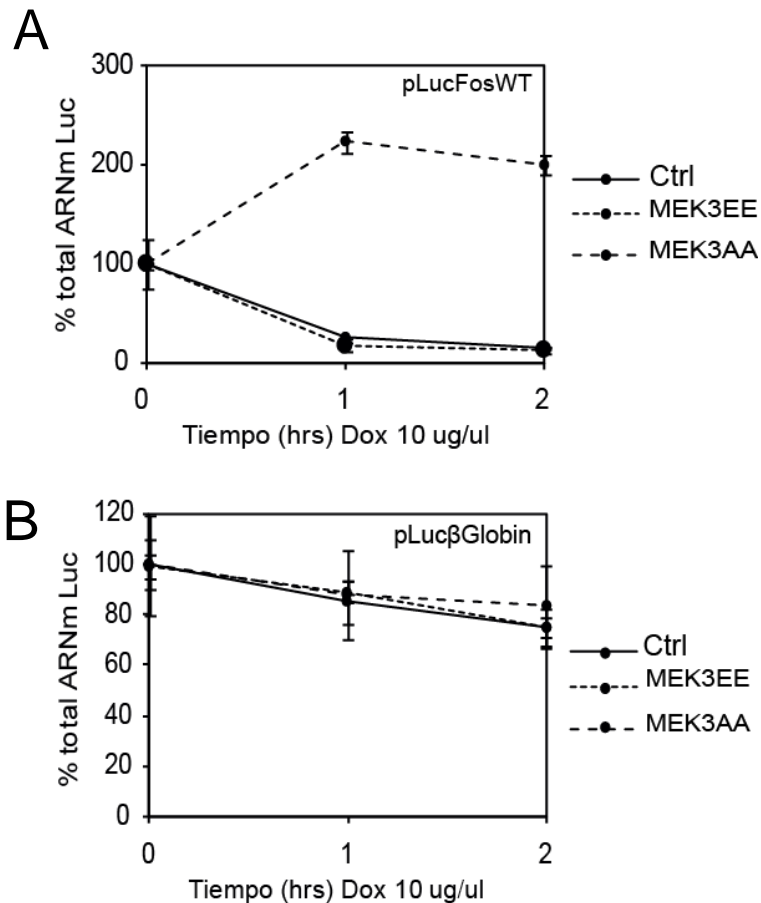 A
300
pLucFosWT
200
100
0
% total ARNm Luc
Ctrl
MEK3EE
MEK3AA
0 1 2
Tiempo (hrs) Dox 10 ug/ul
B
120
pLucβGlobin
100
80
60
40
20
0
% total ARNm Luc
Ctrl
MEK3EE
MEK3AA
0 1 2
Tiempo (hrs) Dox 10 ug/ul